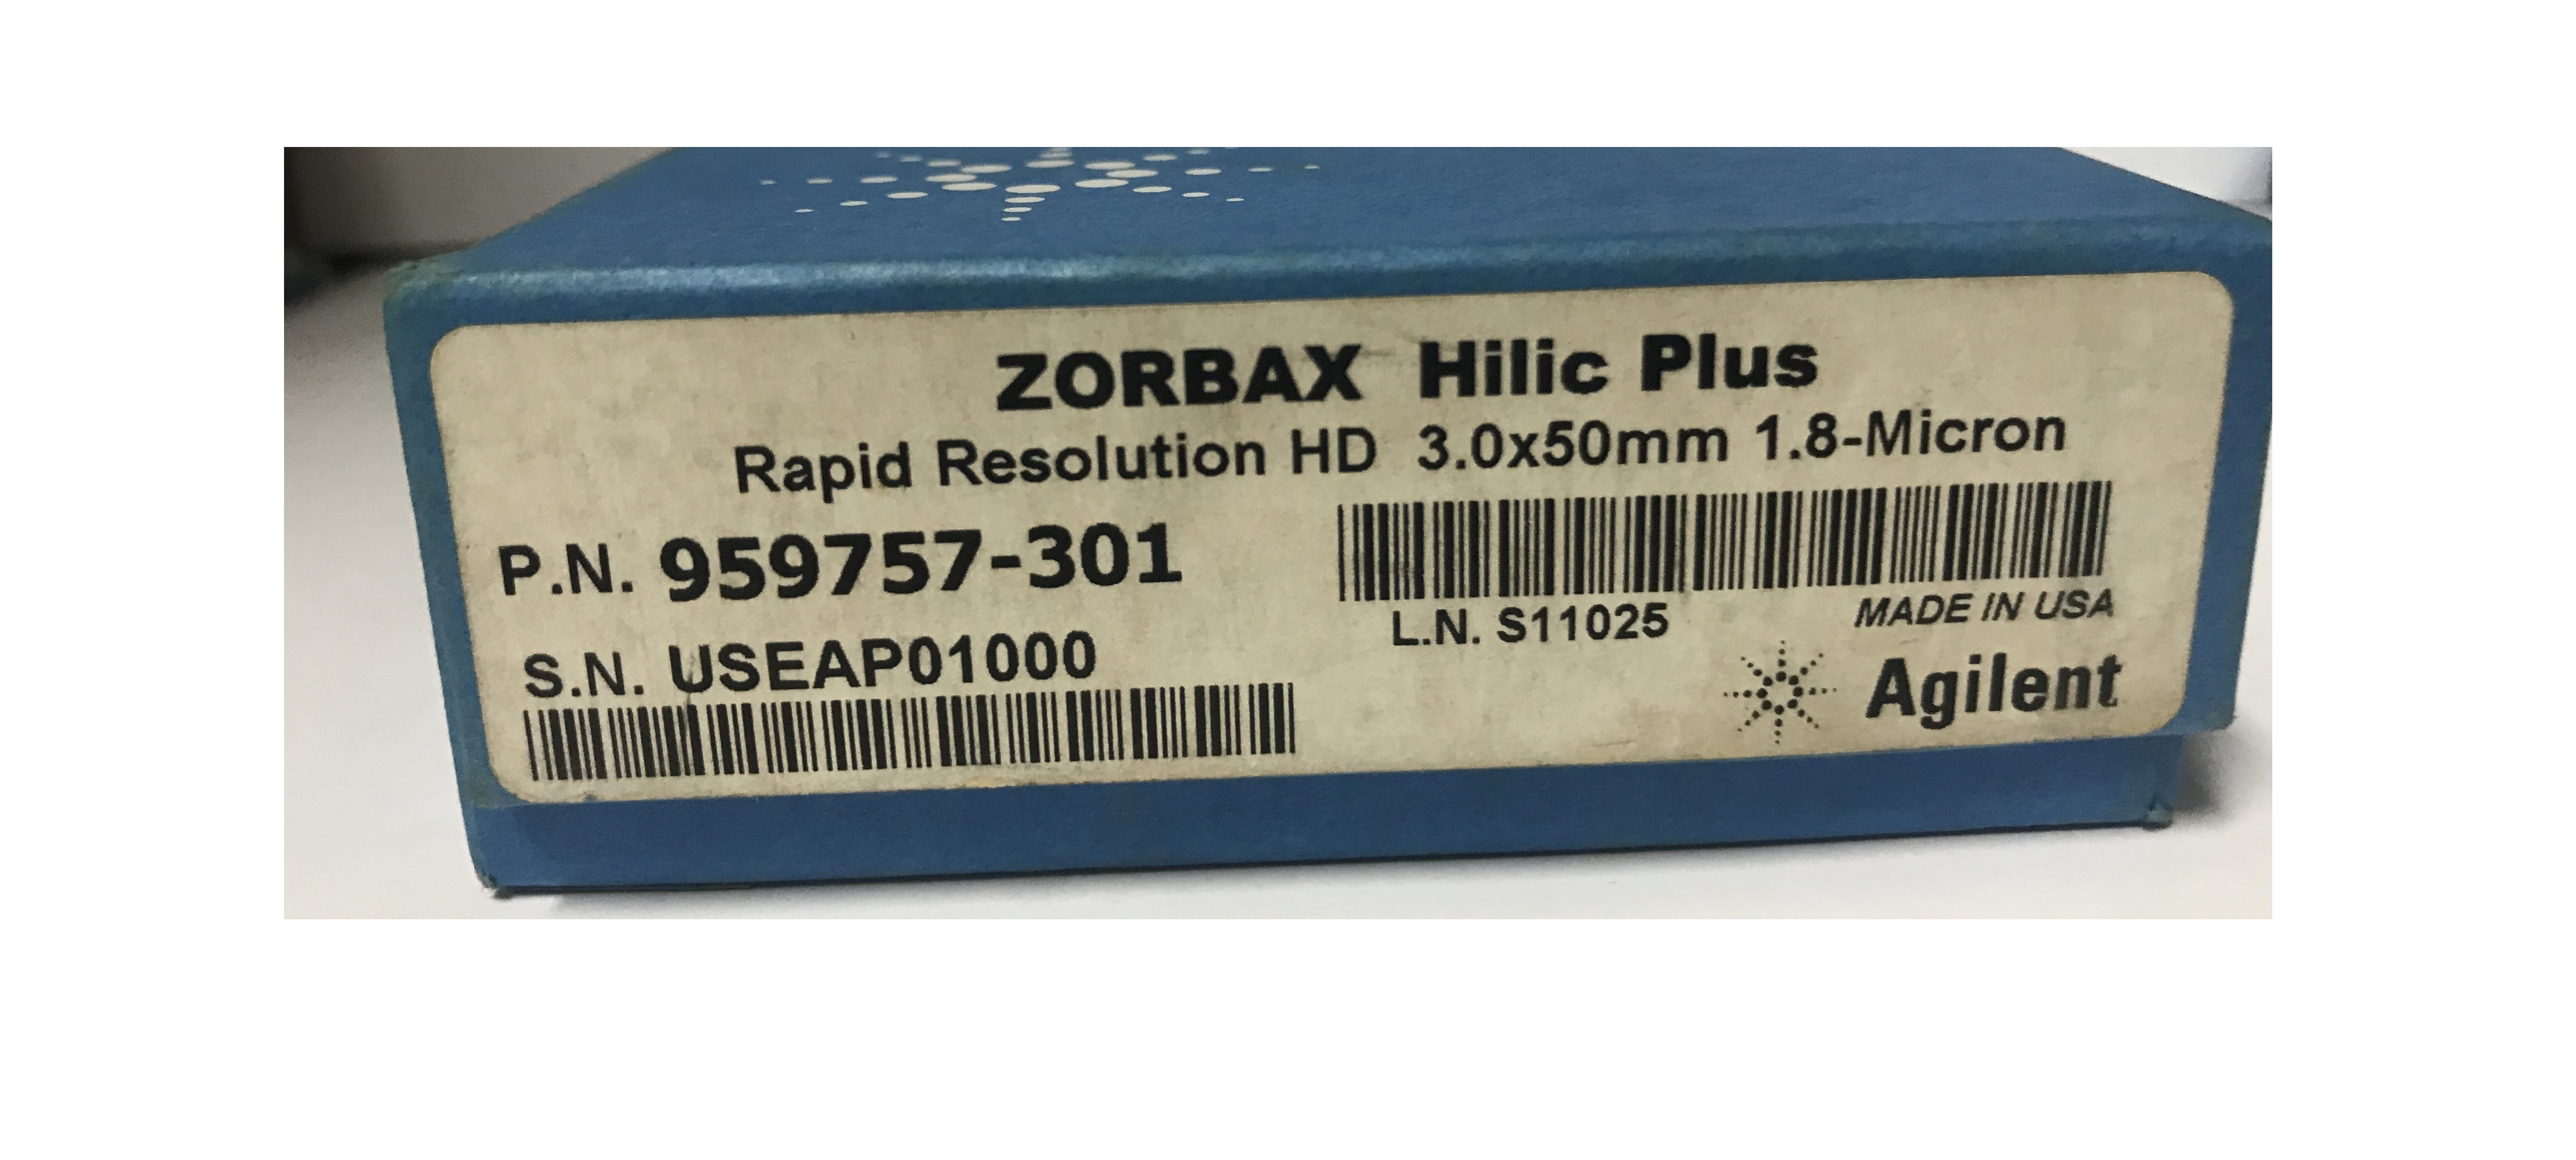 ZORBAX Hilic Plus
Rapid Resolution HD 3.0x50mm 1.8-Micron
P.N. 959757-301
L.N. S11025
MADE IN USA
S.N. USEAP01000
Agilent